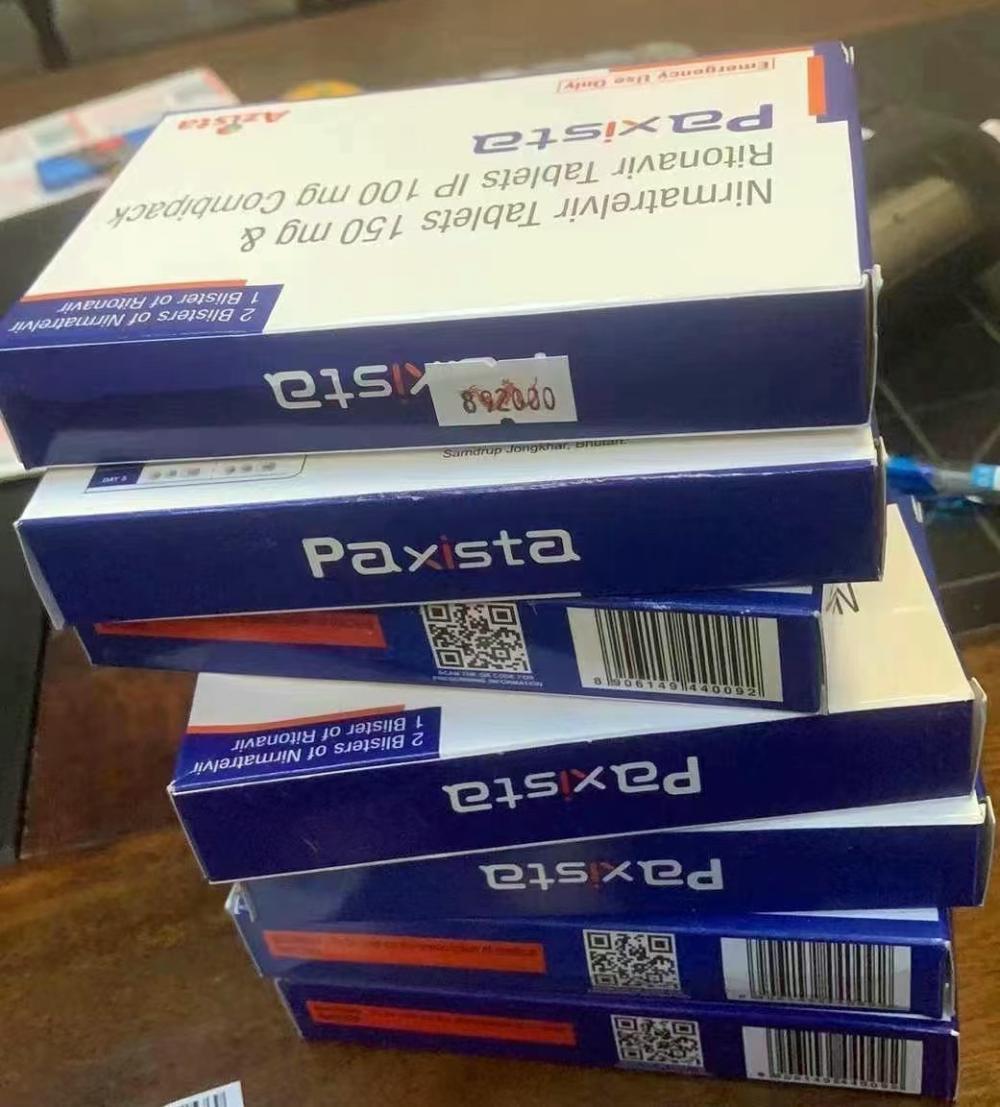 Emergency Use Only
Azista
Paxista
Nirmatrelvir Tablets 150 mg &
Ritonavir Tablets IP 100 mg Combipack
2 Blisters of Nirmatrelvir
1 Blister of Ritonavir
892000
Samdrup Jongkhar, Bhutan.
DAY 5
Paxista
SCAN THE QR CODE FOR
PRESCRIBING INFORMATION
8 906149 440092
2 Blisters of Nirmatrelvir
1 Blister of Ritonavir
Paxista
Paxista